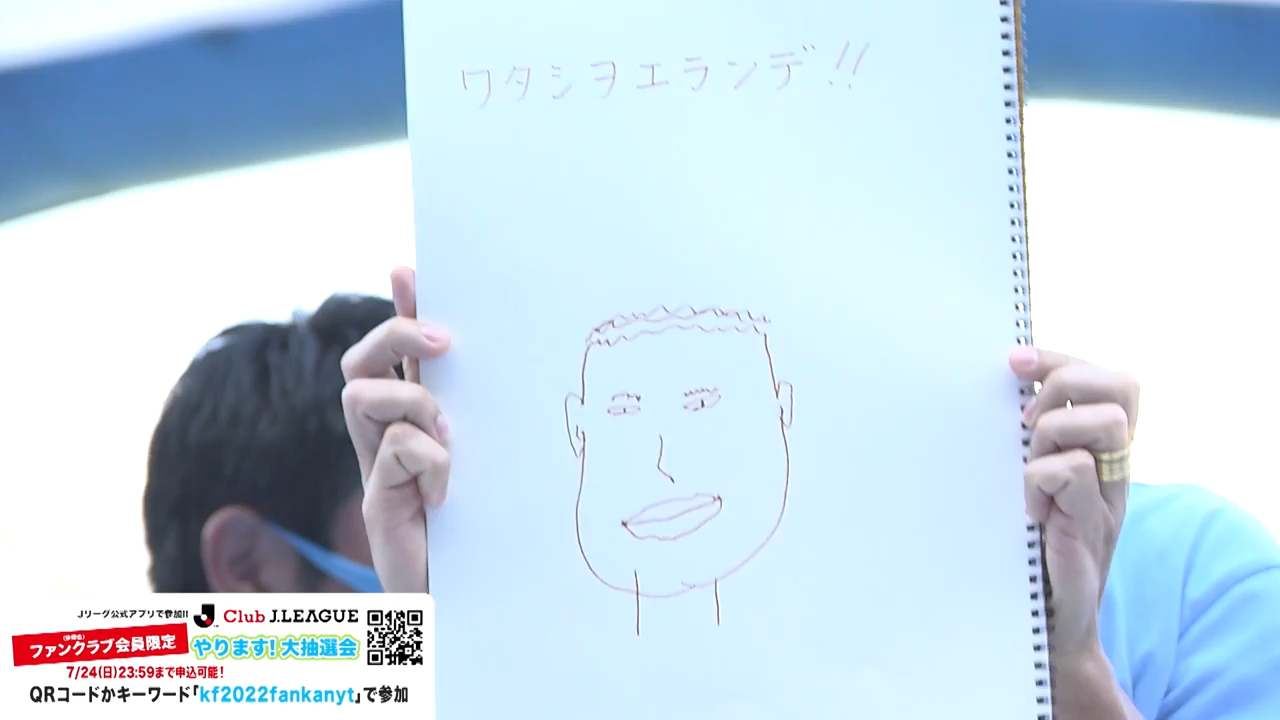 ワタシヲエランデ!!
Jリーグ公式アプリで参加!!
Club J.LEAGUE
ファンクラブ会員限定
やります!大抽選会
7/24(日)23:59まで申込可能!
QRコードかキーワード「kf2022fankanyt」で参加